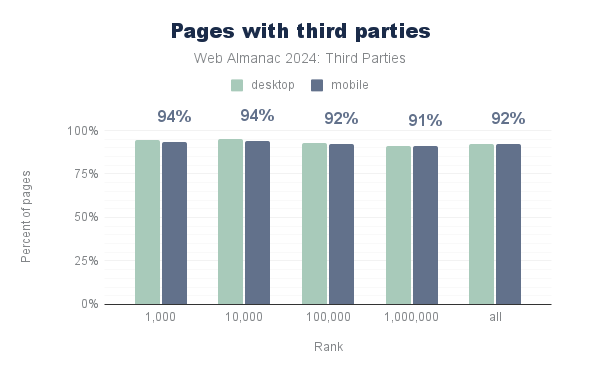 Pages with third parties
Web Almanac 2024: Third Parties
desktop mobile
94% 94% 92% 91% 92%
100%
75%
50%
25%
0%
Percent of pages
1,000 10,000 100,000 1,000,000 all
Rank